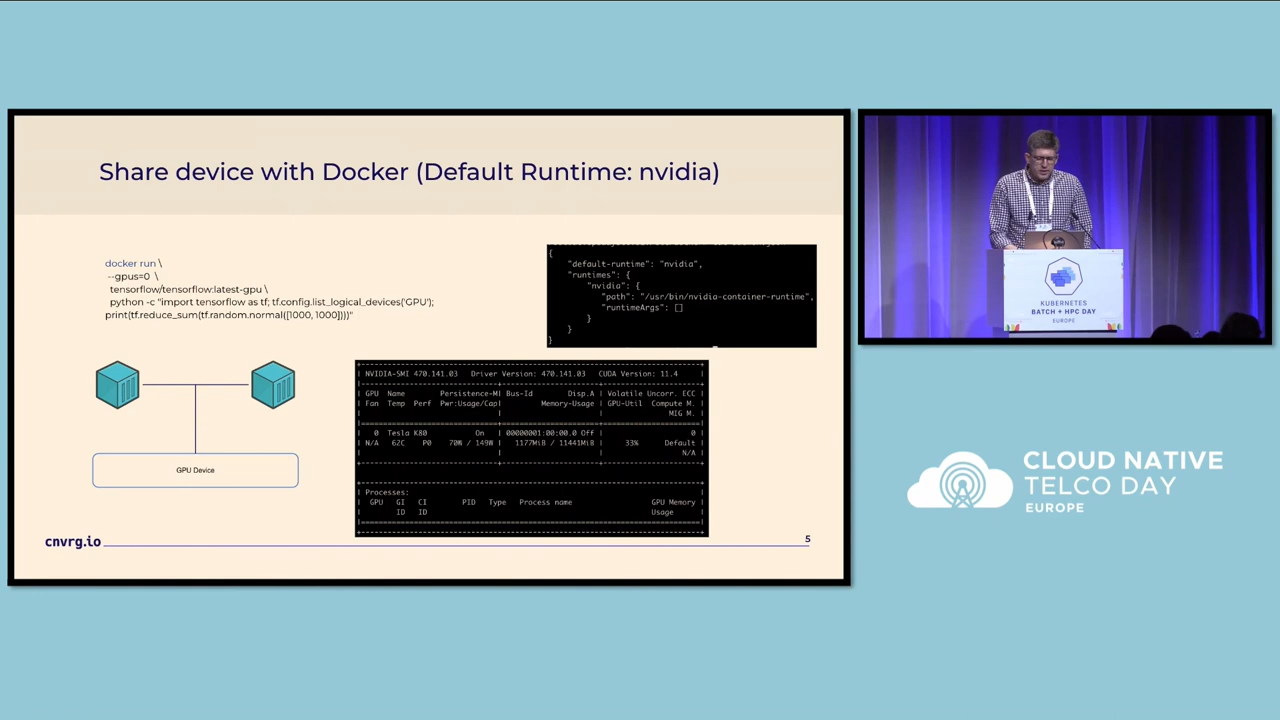 Share device with Docker (Default Runtime: nvidia)
docker run \
--gpus=0 \
tensorflow/tensorflow:latest-gpu \
python -c "import tensorflow as tf; tf.config.list_logical_devices('GPU');
print(tf.reduce_sum(tf.random.normal([1000, 1000])))"
{
"default-runtime": "nvidia",
"runtimes": {
"nvidia": {
"path": "/usr/bin/nvidia-container-runtime",
"runtimeArgs": []
}
}
}
GPU Device
NVIDIA-SMI 470.141.03 Driver Version: 470.141.03 CUDA Version: 11.4
GPU Name Persistence-M| Bus-Id Disp.A | Volatile Uncorr. ECC
Fan Temp Perf Pwr:Usage/Cap| Memory-Usage | GPU-Util Compute M.
MIG M.
0 Tesla K80 On | 00000001:00:00.0 Off | 0
N/A 62C P0 70W / 149W | 1177MiB / 11441MiB | 33% Default
N/A
Processes:
GPU GI CI PID Type Process name GPU Memory
ID ID Usage
cnvrg.io
5
KUBERNETES
BATCH + HPC DAY
EUROPE
CLOUD NATIVE
TELCO DAY
EUROPE